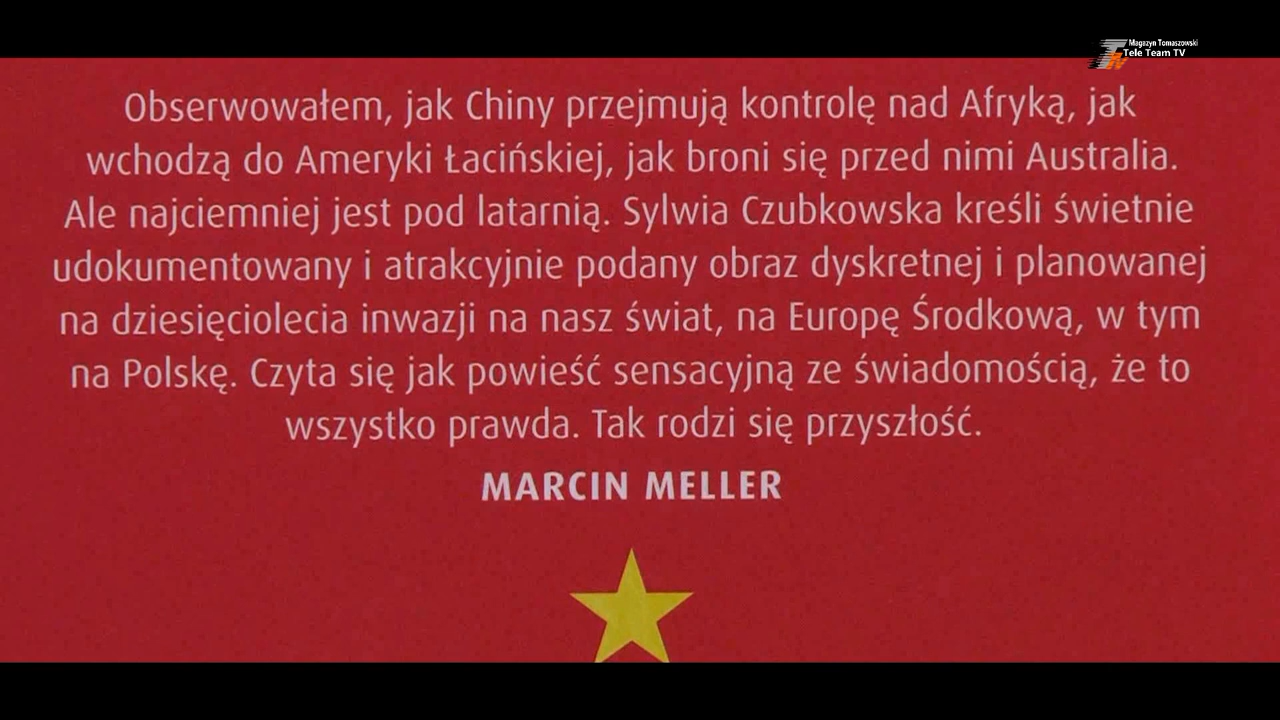 Magazyn Tomaszowski
Tele Team TV
Obserwowałem, jak Chiny przejmują kontrolę nad Afryką, jak
wchodzą do Ameryki Łacińskiej, jak broni się przed nimi Australia.
Ale najciemniej jest pod latarnią. Sylwia Czubkowska kreśli świetnie
udokumentowany i atrakcyjnie podany obraz dyskretnej i planowanej
na dziesięciolecia inwazji na nasz świat, na Europę Środkową, w tym
na Polskę. Czyta się jak powieść sensacyjną ze świadomością, że to
wszystko prawda. Tak rodzi się przyszłość.
MARCIN MELLER